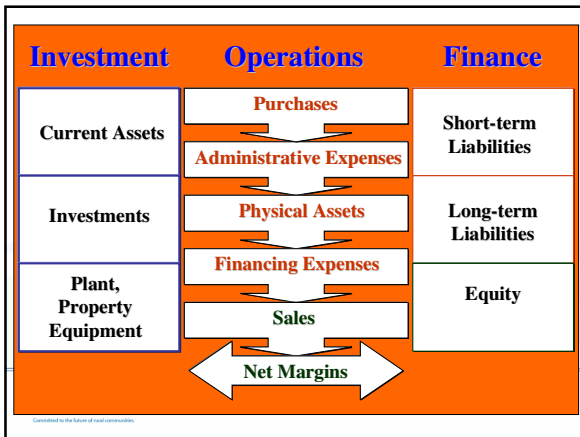 Investment
Operations
Finance
Current Assets
Investments
Plant,
Property
Equipment
Purchases
Administrative Expenses
Physical Assets
Financing Expenses
Sales
Net Margins
Short-term
Liabilities
Long-term
Liabilities
Equity
Committed to the future of rural communities.